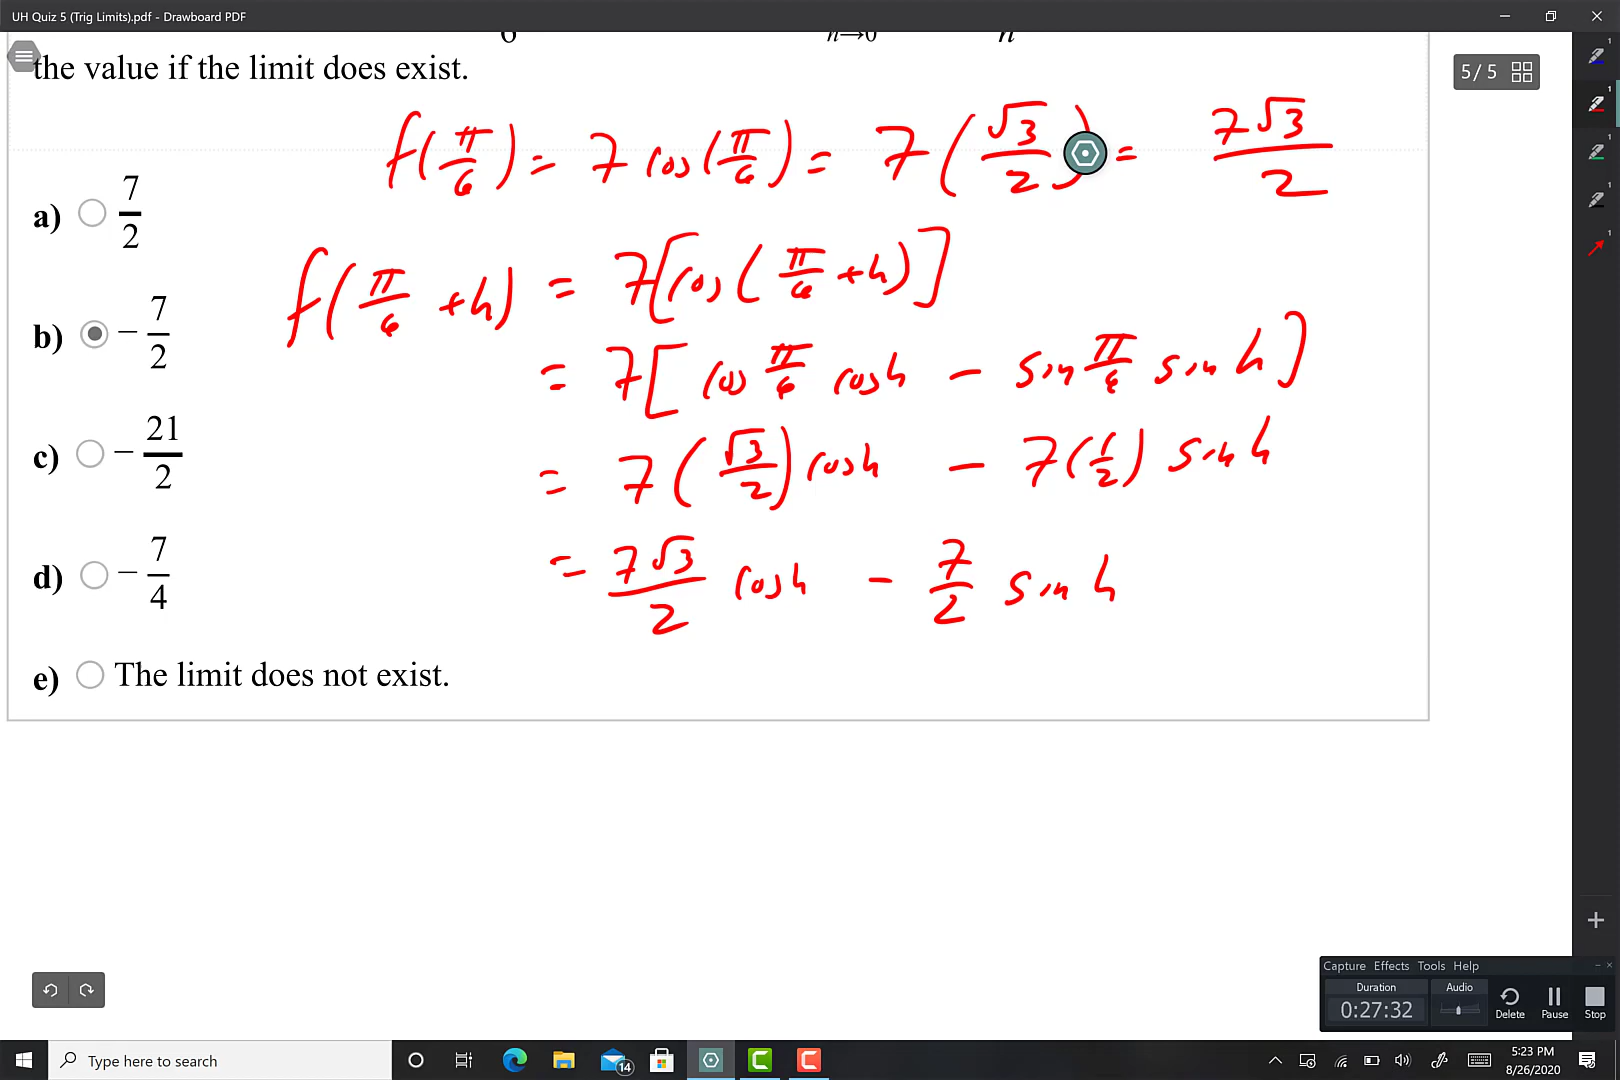 UH Quiz 5 (Trig Limits).pdf - Drawboard PDF
the value if the limit does exist.
5 / 5
f(π/6) = 7 cos(π/6) = 7(√3/2) = 7√3/2
a) 7/2
f(π/6 + h) = 7[cos(π/6 + h)]
b) −7/2
= 7[cos π/6 cos h − sin π/6 sin h]
c) −21/2
= 7(√3/2) cos h − 7(1/2) sin h
d) −7/4
= 7√3/2 cos h − 7/2 sin h
e) The limit does not exist.
Capture Effects Tools Help
Duration Audio
0:27:32 Delete Pause Stop
Type here to search
14
5:23 PM
8/26/2020